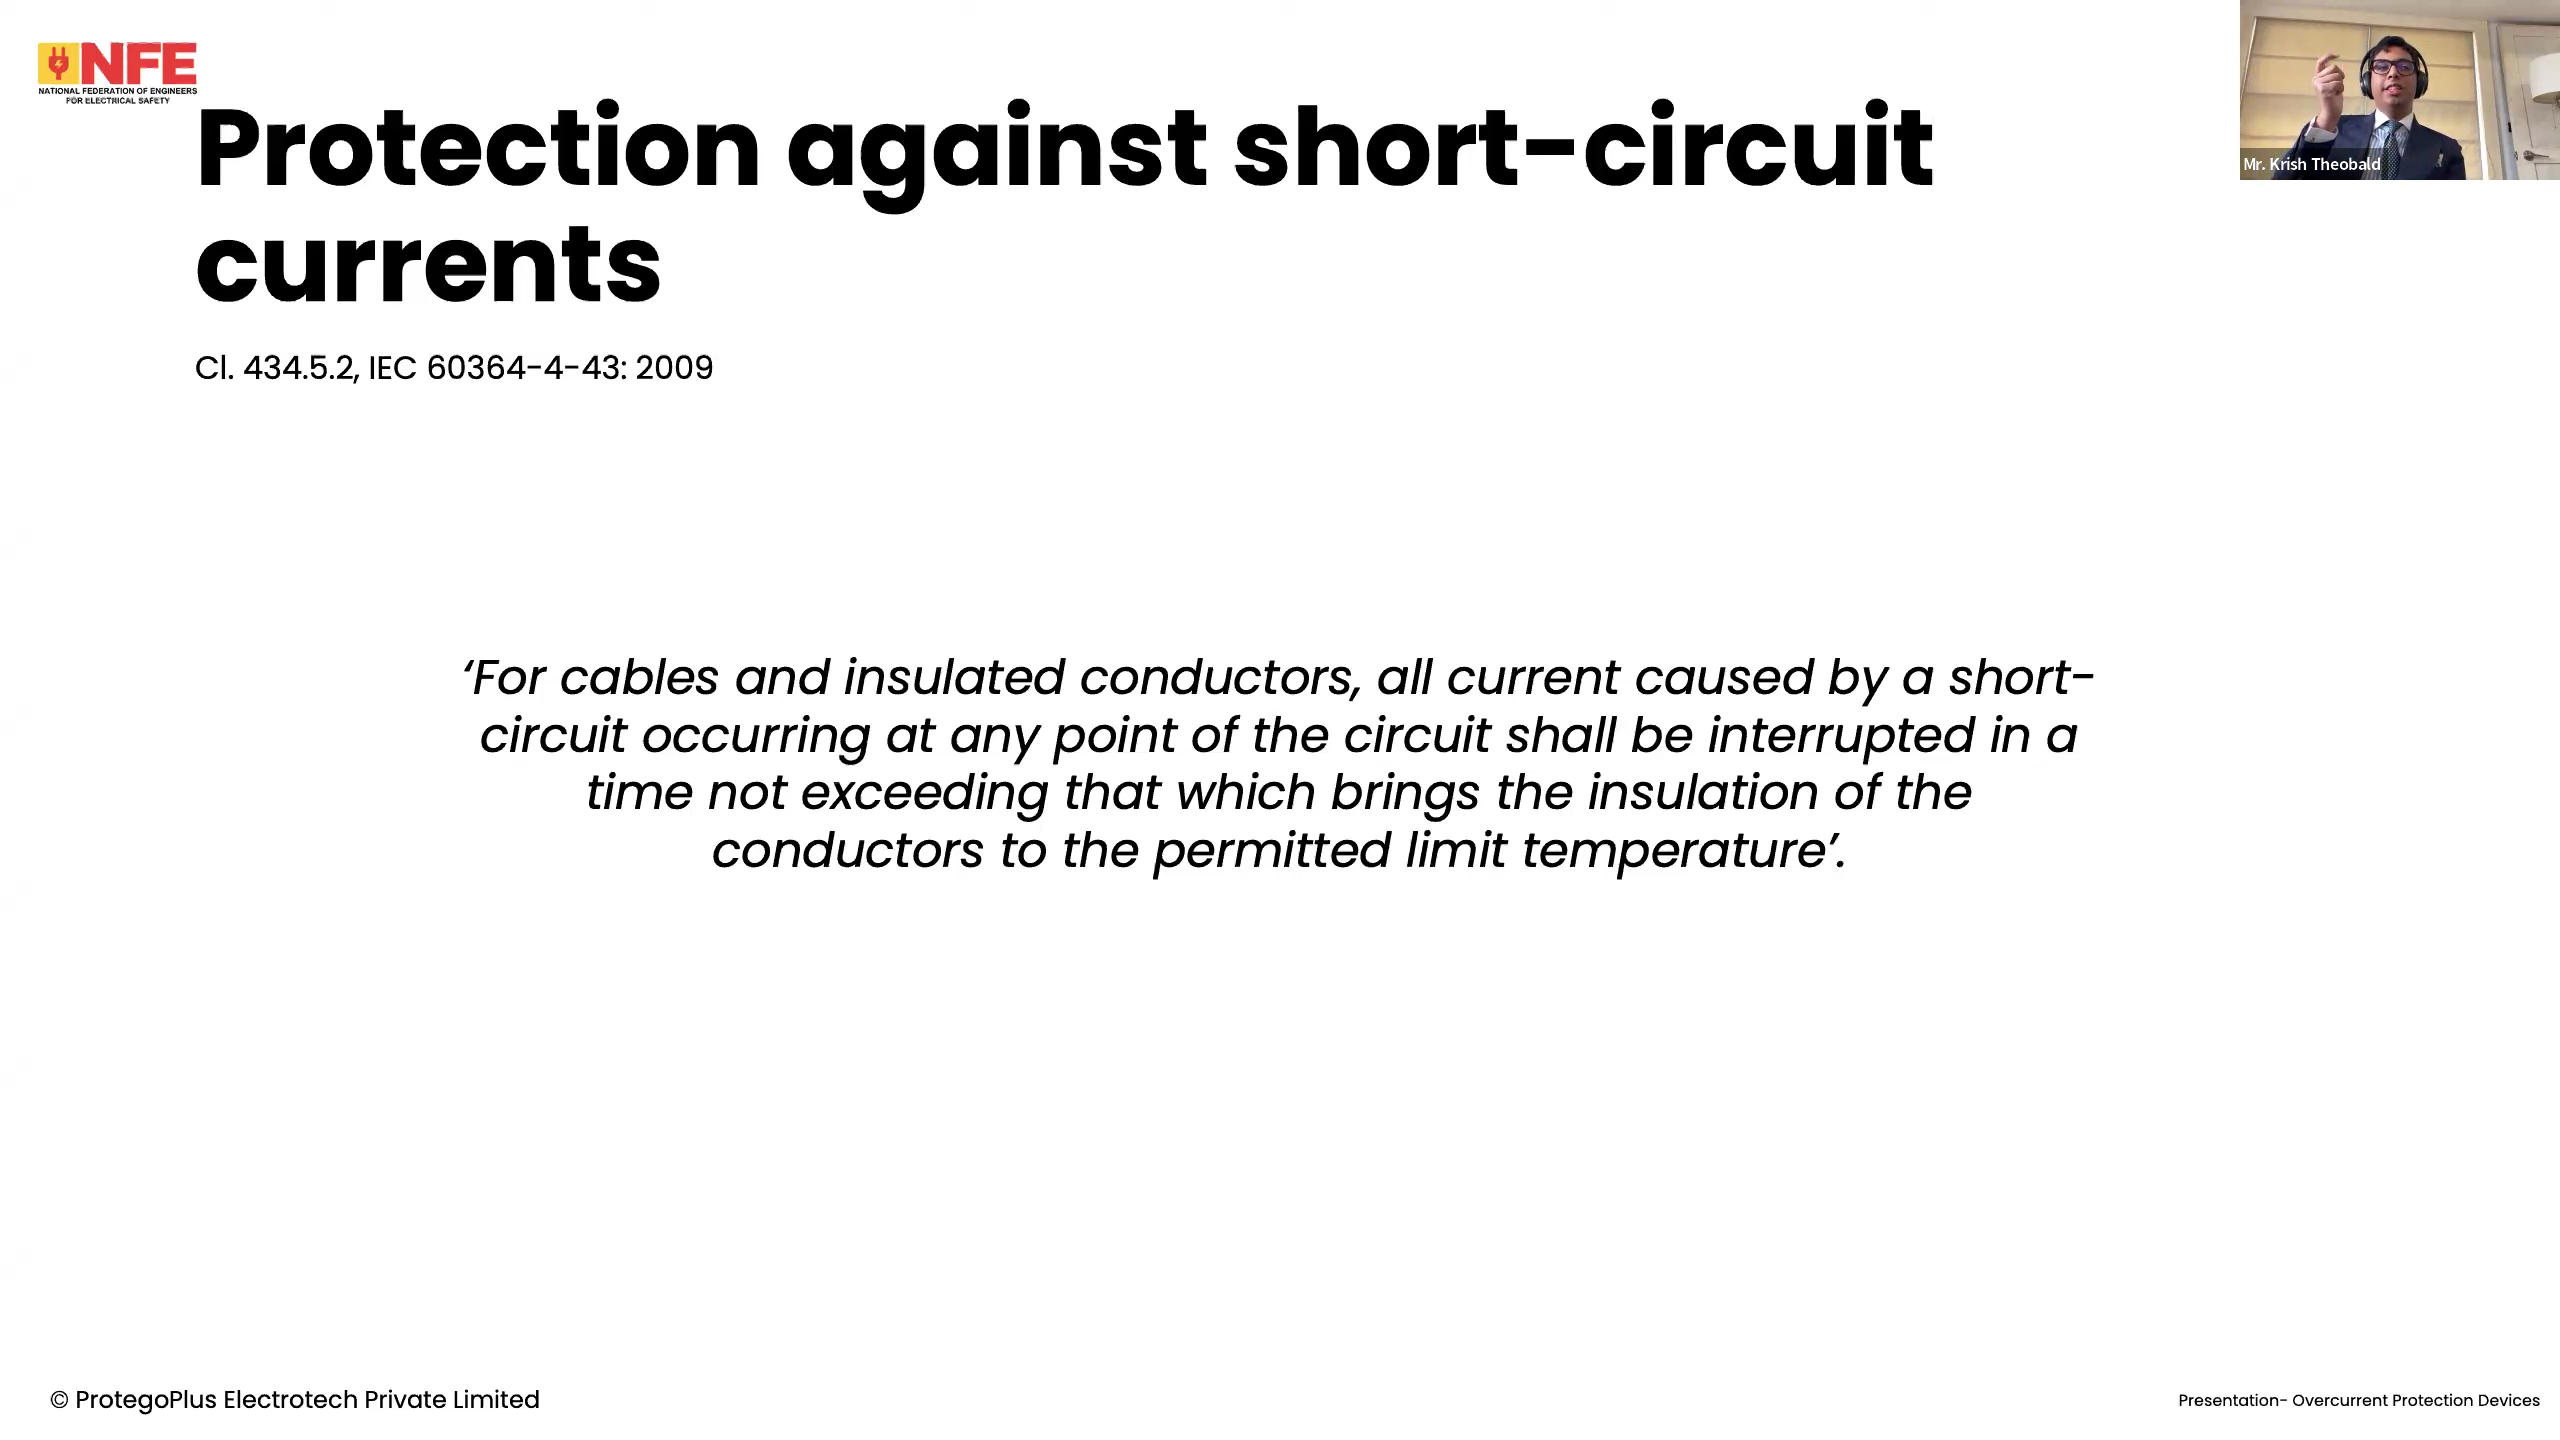 NFE
NATIONAL FEDERATION OF ENGINEERS
FOR ELECTRICAL SAFETY
Mr. Krish Theobald
Protection against short-circuit
currents
Cl. 434.5.2, IEC 60364-4-43: 2009
‘For cables and insulated conductors, all current caused by a short-
circuit occurring at any point of the circuit shall be interrupted in a
time not exceeding that which brings the insulation of the
conductors to the permitted limit temperature’.
© ProtegoPlus Electrotech Private Limited
Presentation- Overcurrent Protection Devices